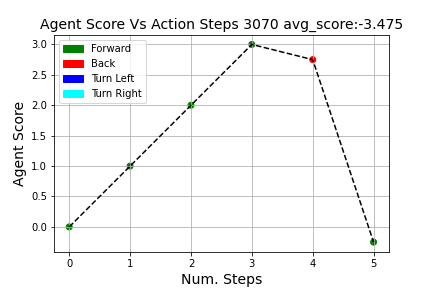 Agent Score Vs Action Steps 3070 avg_score:-3.475
Forward
Back
Turn Left
Turn Right
Agent Score
3.0
2.5
2.0
1.5
1.0
0.5
0.0
0 1 2 3 4 5
Num. Steps